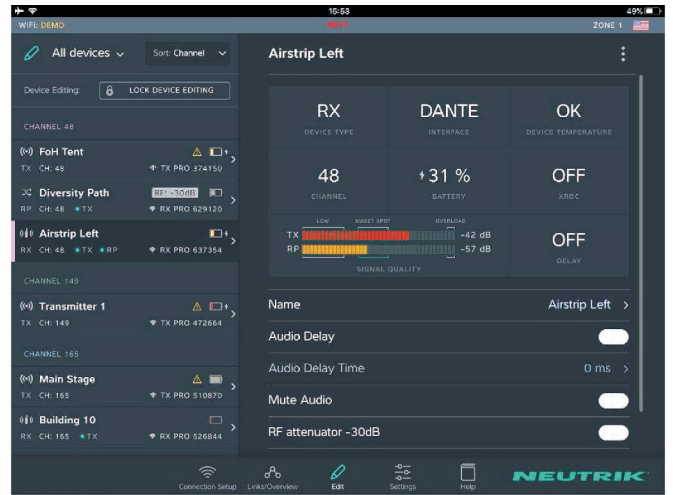 15:53
49%
WIFI: DEMO
ZONE 1
All devices
Sort: Channel
Airstrip Left
Device Editing:
LOCK DEVICE EDITING
CHANNEL 48
FoH Tent
TX CH: 48
TX PRO 374150
Diversity Path
RF: -30dB
RP CH: 48 TX
RX PRO 629120
Airstrip Left
RX CH: 48 TX RP
RX PRO 637354
CHANNEL 149
Transmitter 1
TX CH: 149
TX PRO 472664
CHANNEL 165
Main Stage
TX CH: 165
TX PRO 510870
Building 10
RX CH: 165 TX
RX PRO 526844
RX
DEVICE TYPE
DANTE
INTERFACE
OK
DEVICE TEMPERATURE
48
CHANNEL
31 %
BATTERY
OFF
XROC
LOW SWEET SPOT OVERLOAD
TX -42 dB
RP -57 dB
SIGNAL QUALITY
OFF
DELAY
Name
Airstrip Left
Audio Delay
Audio Delay Time
0 ms
Mute Audio
RF attenuator -30dB
Connection Setup
Links/Overview
Edit
Settings
Help
NEUTRIK